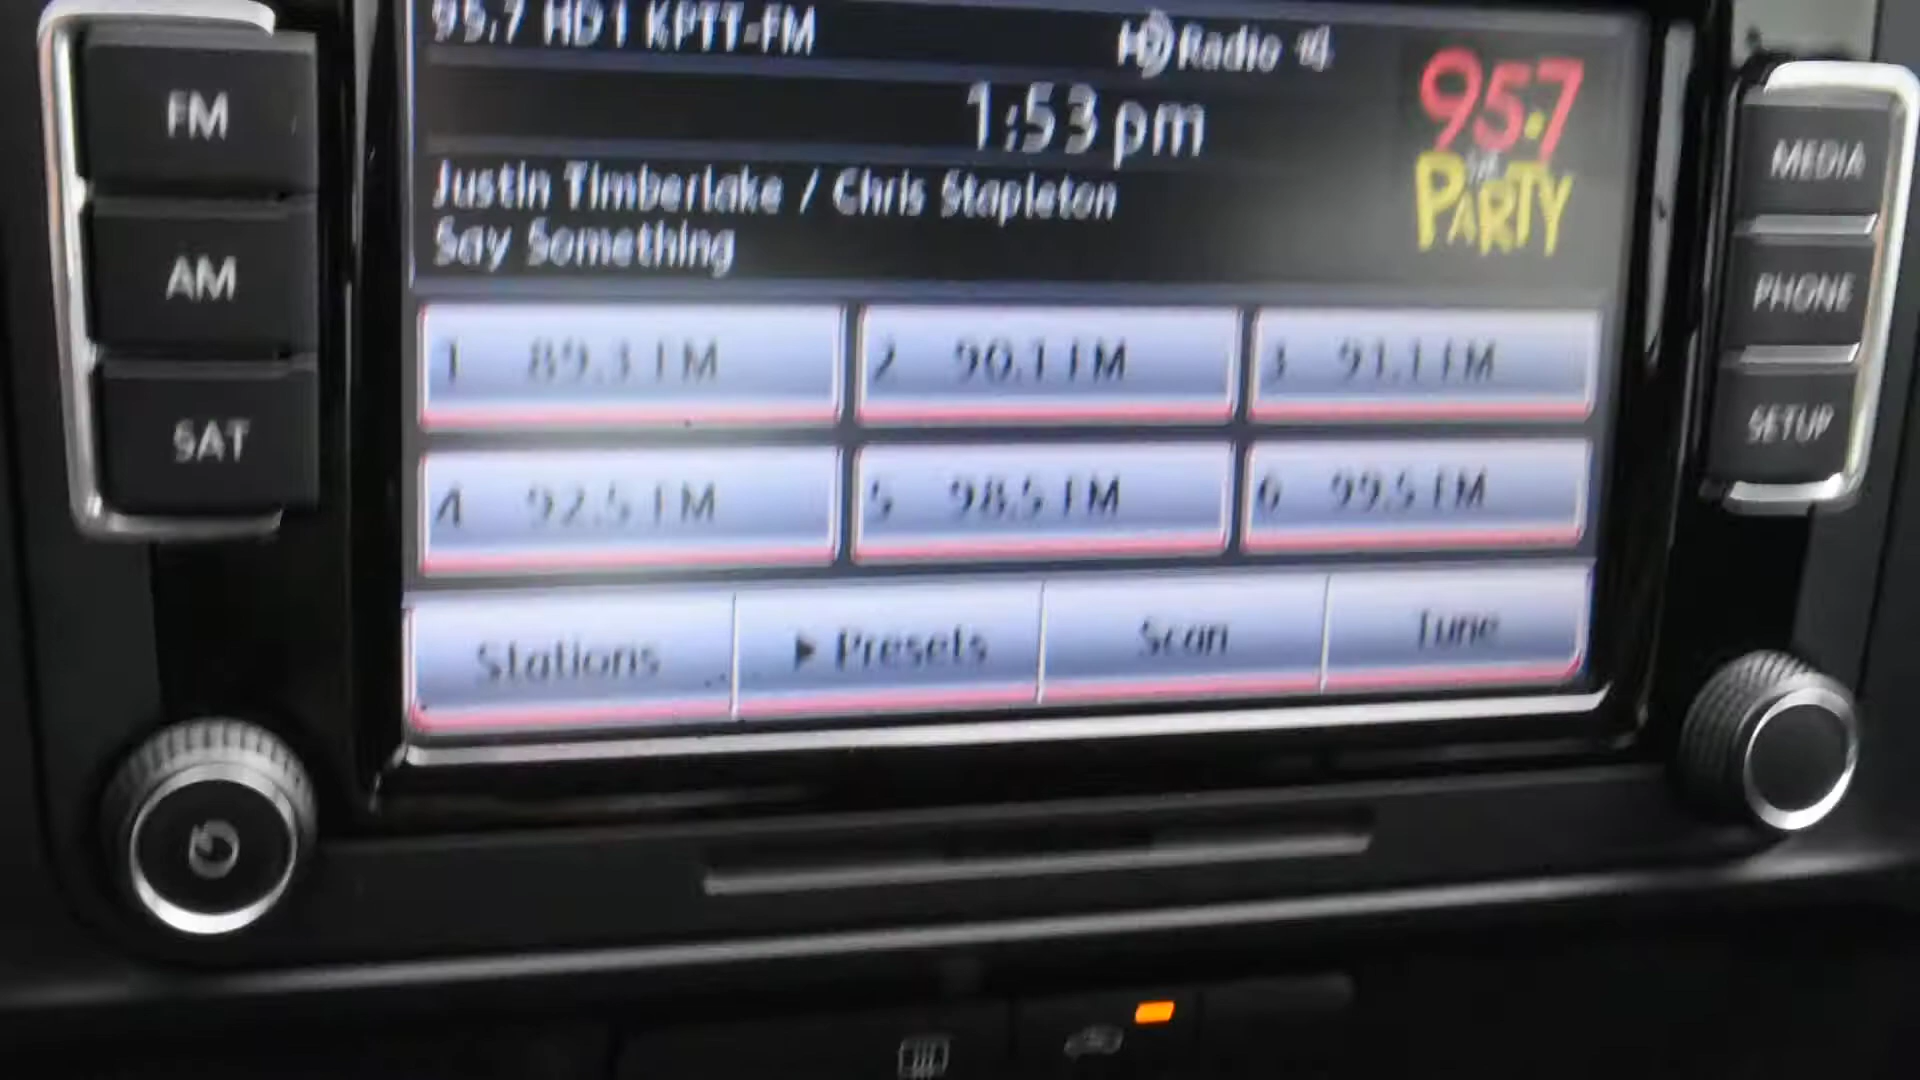 95.7 HD1 KPTT-FM
HD Radio
1:53 pm
95.7
THE
PARTY
Justin Timberlake / Chris Stapleton
Say Something
1 89.3 FM
2 90.1 FM
3 91.1 FM
4 92.5 FM
5 98.5 FM
6 99.5 FM
Stations
Presets
Scan
Tune
FM
AM
SAT
MEDIA
PHONE
SETUP